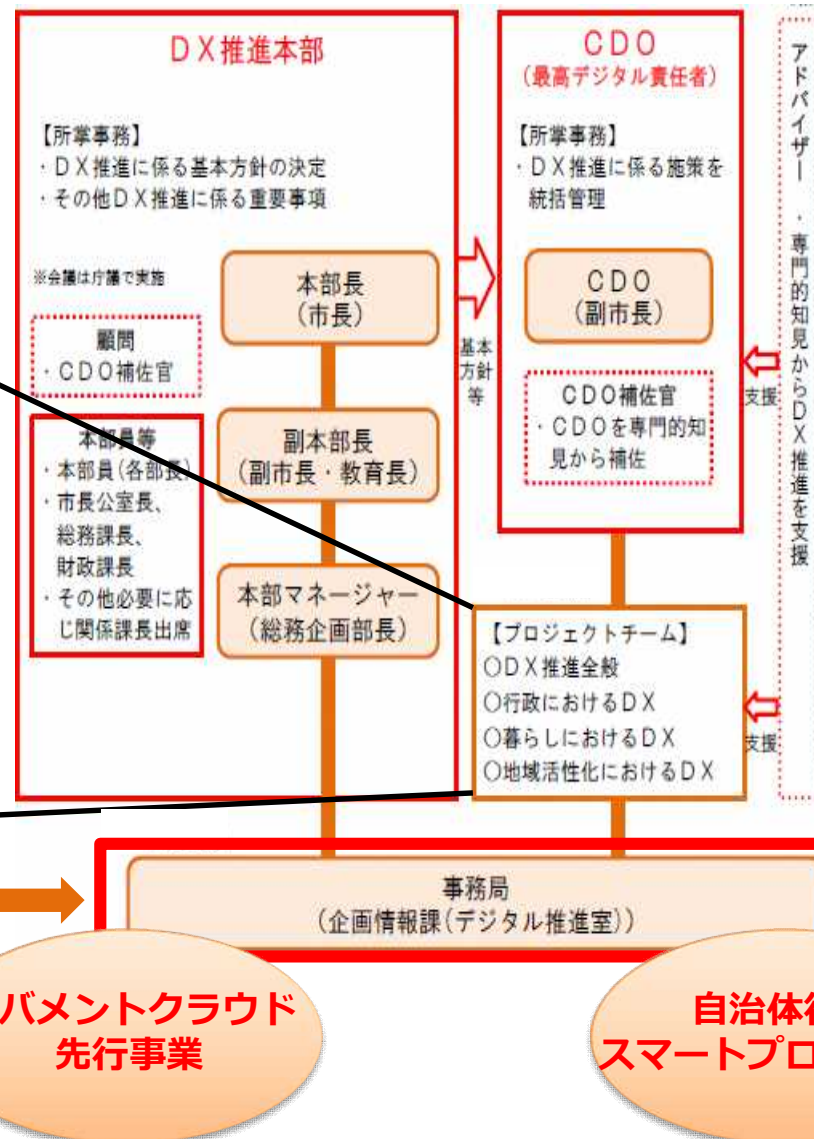 DX推進本部
【所掌事務】
・DX推進に係る基本方針の決定
・その他DX推進に係る重要事項
※会議は庁議で実施
本部長
(市長)
顧問
・CDO補佐官
副本部長
(副市長・教育長)
本部員等
・本部員(各部長)
・市長公室長、
総務課長、
財政課長
・その他必要に応
じ関係課長出席
本部マネージャー
(総務企画部長)
基本
方針
等
CDO
(最高デジタル責任者)
【所掌事務】
・DX推進に係る施策を
統括管理
CDO
(副市長)
CDO補佐官
・CDOを専門的知
見から補佐
支援
アドバイザー ・専門的知見からDX推進を支援
【プロジェクトチーム】
○DX推進全般
○行政におけるDX
○暮らしにおけるDX
○地域活性化におけるDX
支援
事務局
(企画情報課(デジタル推進室))
バメントクラウド
先行事業
自治体
スマートプロ